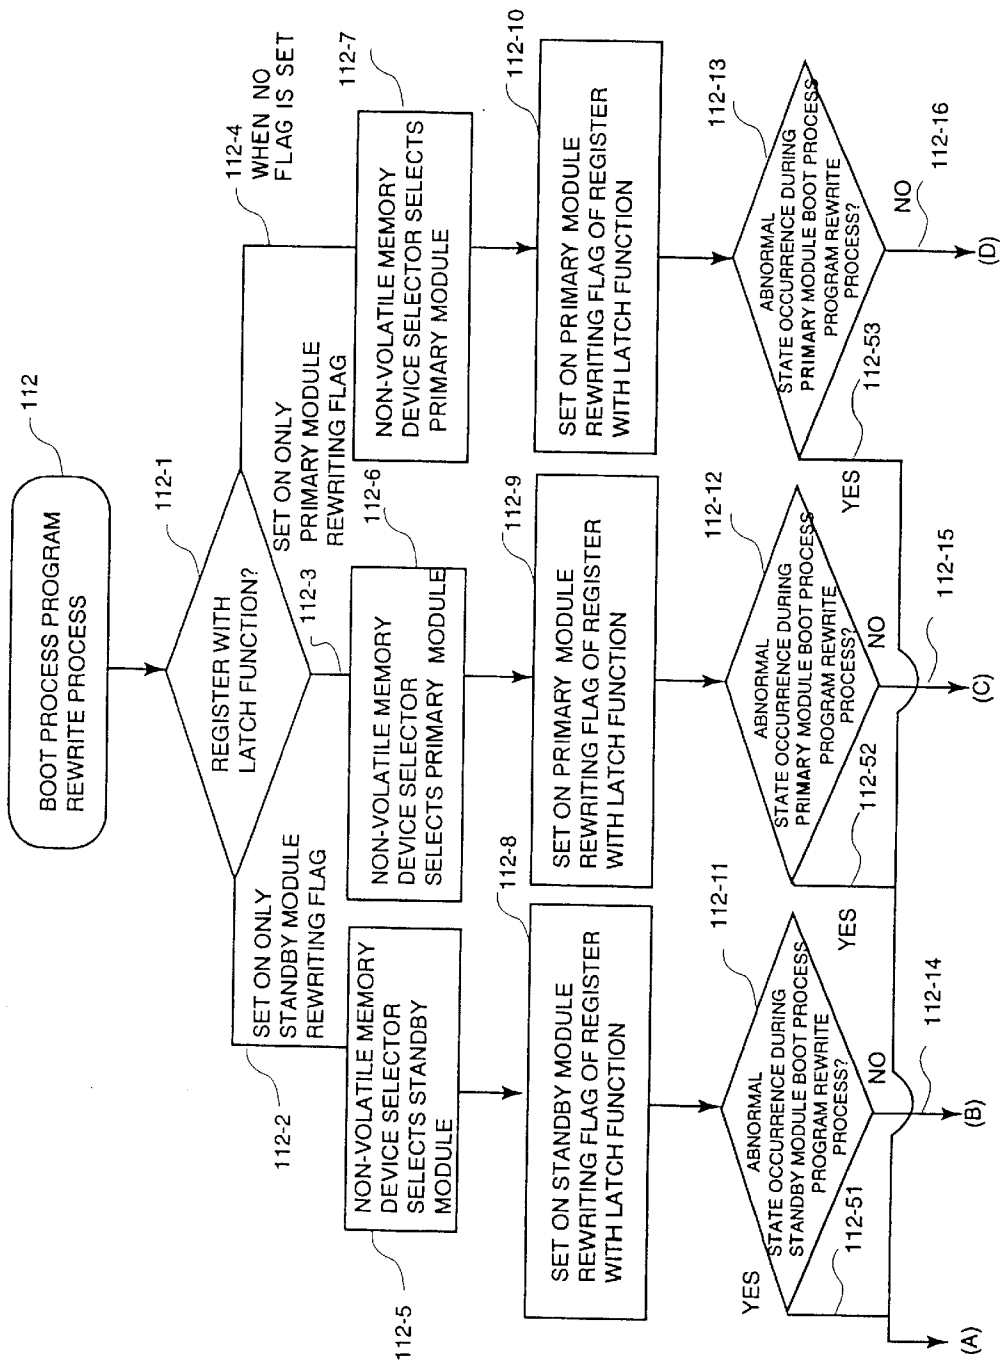 BOOT PROCESS PROGRAM
REWRITE PROCESS
112
112-1
REGISTER WITH
LATCH FUNCTION?
SET ON ONLY
STANDBY MODULE
REWRITING FLAG
112-2
112-3
SET ON ONLY
PRIMARY MODULE
REWRITING FLAG
112-4
WHEN NO
FLAG IS SET
112-5
NON-VOLATILE MEMORY
DEVICE SELECTOR
SELECTS STANDBY
MODULE
112-6
NON-VOLATILE MEMORY
DEVICE SELECTOR
SELECTS PRIMARY MODULE
112-7
NON-VOLATILE MEMORY
DEVICE SELECTOR SELECTS
PRIMARY MODULE
112-8
SET ON STANDBY MODULE
REWRITING FLAG OF REGISTER
WITH LATCH FUNCTION
112-9
SET ON PRIMARY MODULE
REWRITING FLAG OF REGISTER
WITH LATCH FUNCTION
112-10
SET ON PRIMARY MODULE
REWRITING FLAG OF REGISTER
WITH LATCH FUNCTION
112-11
ABNORMAL
STATE OCCURRENCE DURING
STANDBY MODULE BOOT PROCESS
PROGRAM REWRITE
PROCESS?
YES
112-51
NO
112-14
112-12
ABNORMAL
STATE OCCURRENCE DURING
PRIMARY MODULE BOOT PROCESS
PROGRAM REWRITE
PROCESS?
YES
112-52
NO
112-15
112-13
ABNORMAL
STATE OCCURRENCE DURING
PRIMARY MODULE BOOT PROCESS
PROGRAM REWRITE
PROCESS?
YES
112-53
NO
112-16
(A)
(B)
(C)
(D)